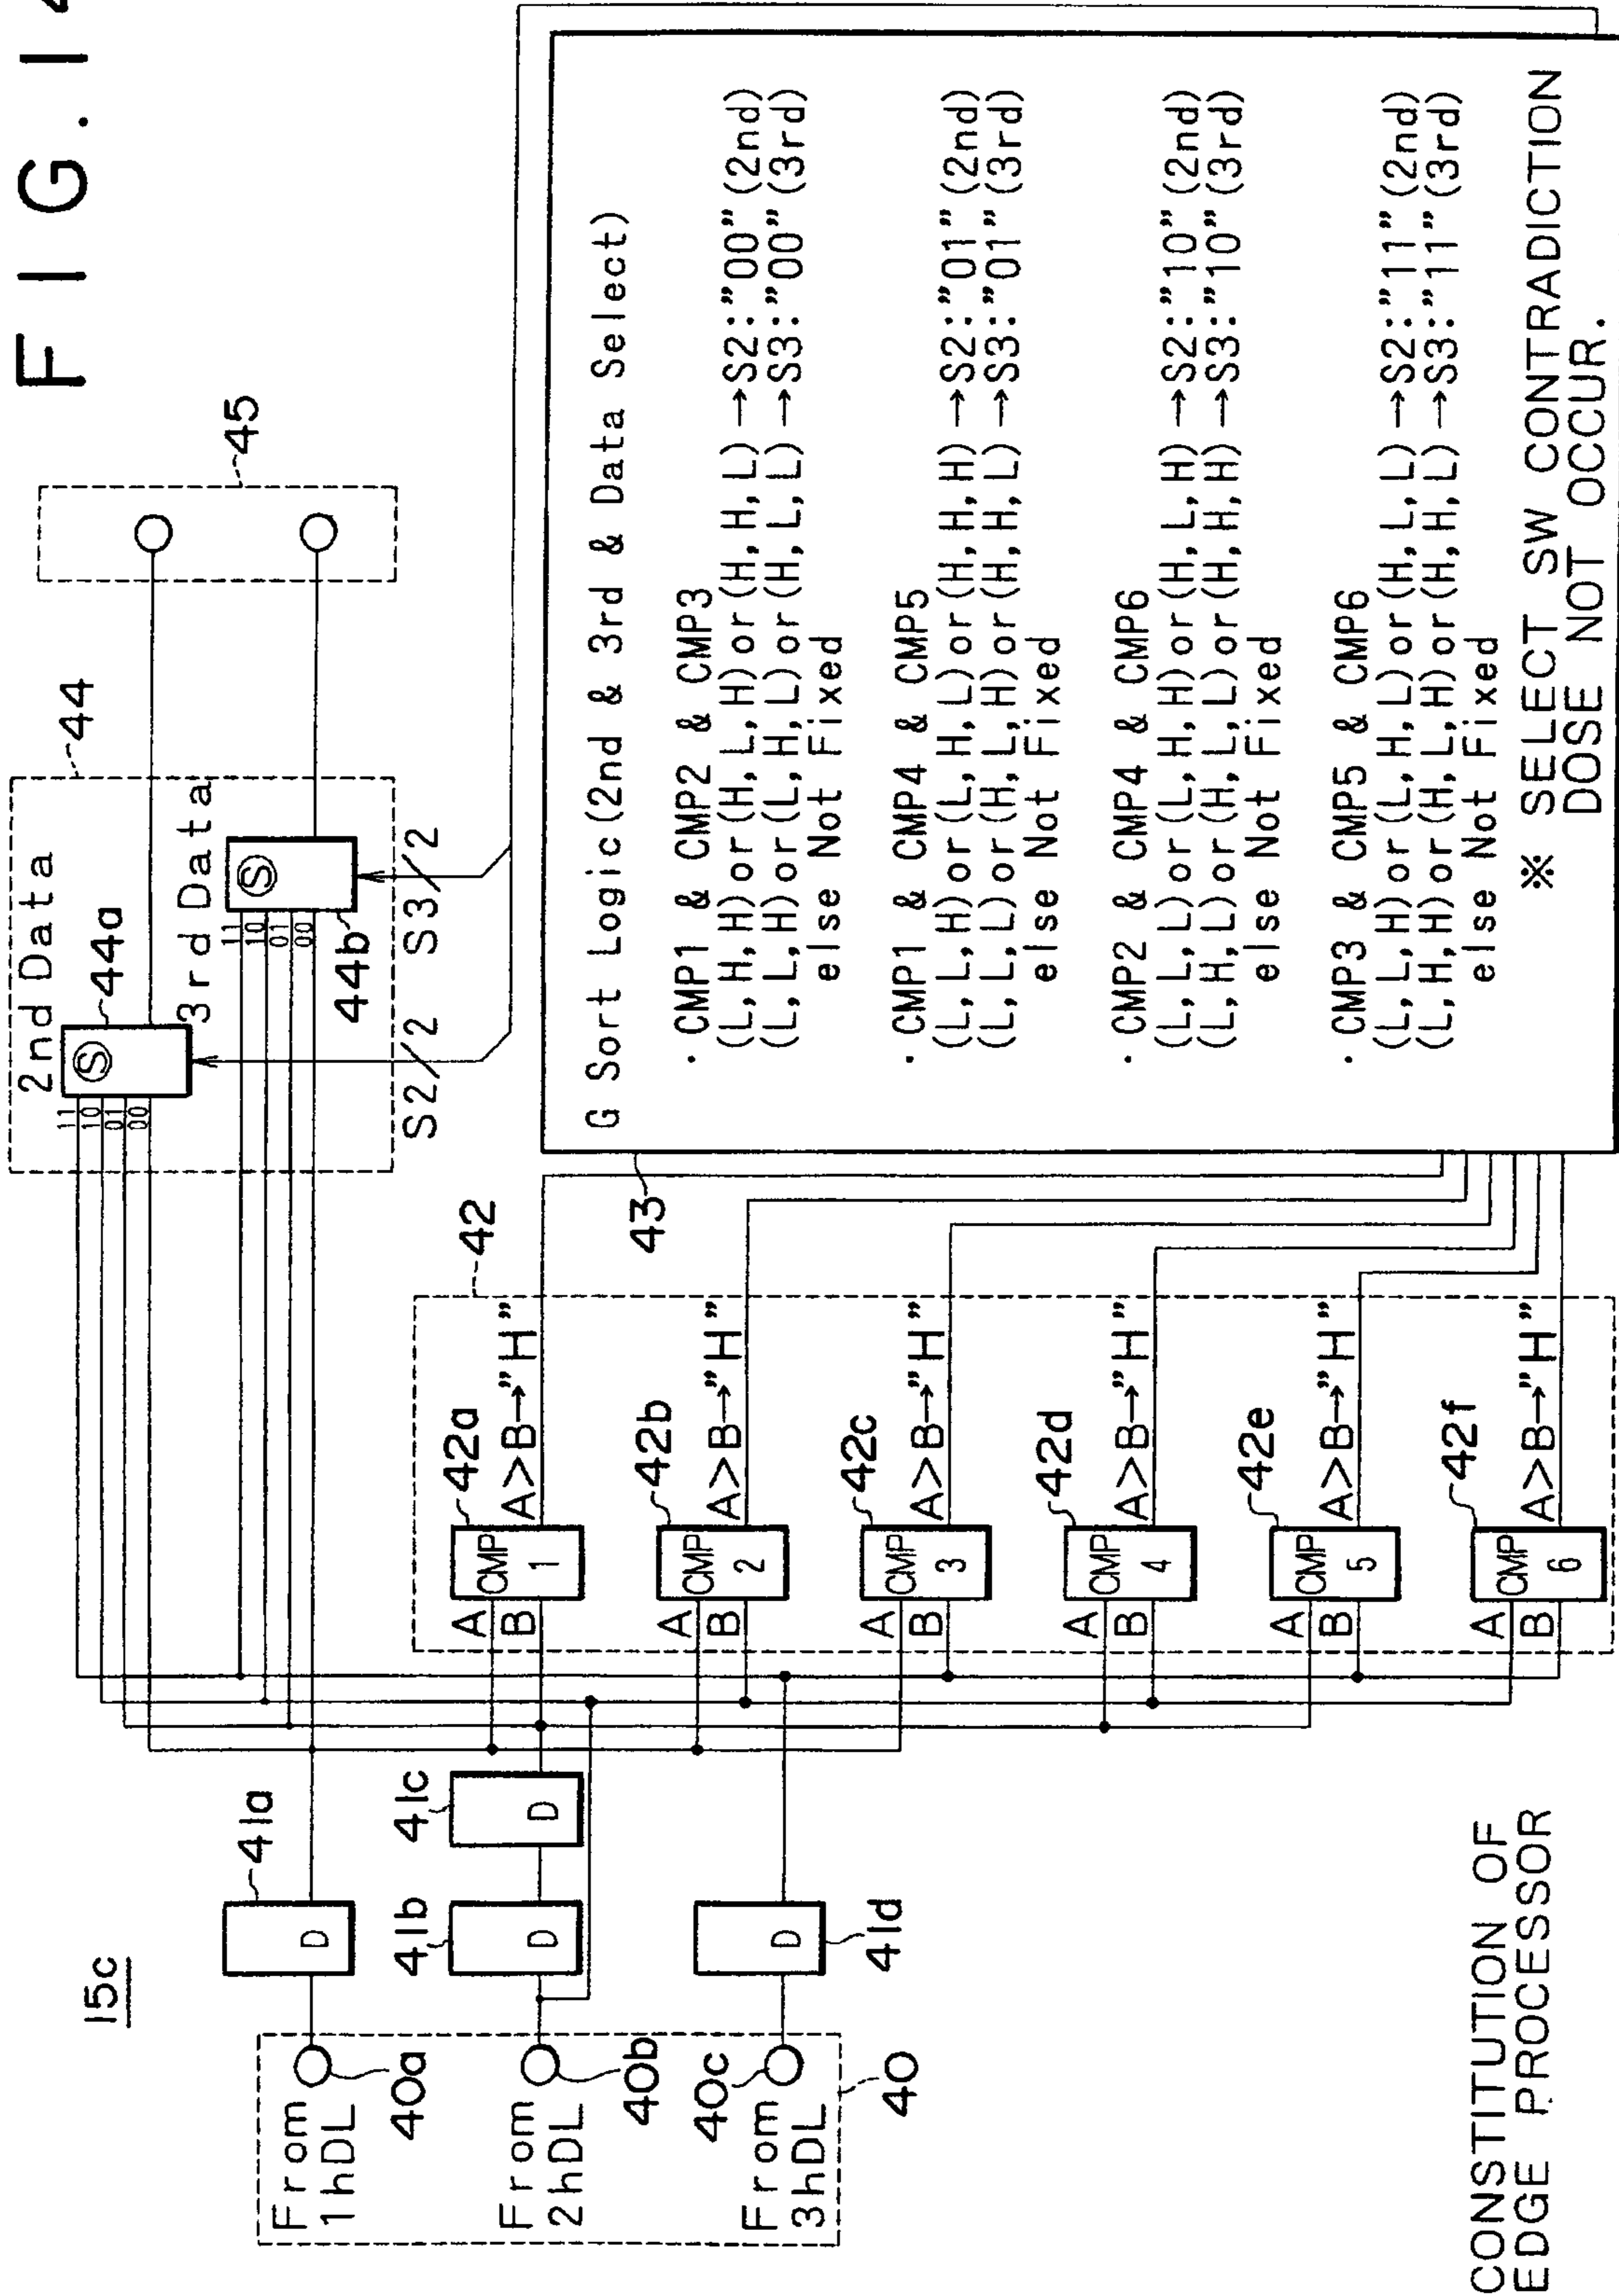 FIG.14
15c
From
1hDL
40a
From
2hDL
40b
From
3hDL
40c
40
41a
D
41b
D
41c
D
41d
D
42
42a
A
B
CMP
1
A>B→"H"
42b
A
B
CMP
2
A>B→"H"
42c
A
B
CMP
3
A>B→"H"
42d
A
B
CMP
4
A>B→"H"
42e
A
B
CMP
5
A>B→"H"
42f
A
B
CMP
6
A>B→"H"
44
2nd Data
44a
S
11
10
01
00
3rd Data
44b
S
11
10
01
00
S2/2
S3/2
45
43
G Sort Logic(2nd & 3rd & Data Select)
・CMP1 & CMP2 & CMP3
(L,H,H)or(H,L,H)or(H,H,L)→S2:"00"(2nd)
(L,L,H)or(L,H,L)or(H,L,L)→S3:"00"(3rd)
else Not Fixed
・CMP1 & CMP4 & CMP5
(L,L,H)or(L,H,L)or(H,H,H)→S2:"01"(2nd)
(L,L,L)or(H,L,H)or(H,H,L)→S3:"01"(3rd)
else Not Fixed
・CMP2 & CMP4 & CMP6
(L,L,L)or(L,H,H)or(H,L,H)→S2:"10"(2nd)
(L,H,L)or(H,L,L)or(H,H,H)→S3:"10"(3rd)
else Not Fixed
・CMP3 & CMP5 & CMP6
(L,L,H)or(L,H,L)or(H,L,L)→S2:"11"(2nd)
(L,H,H)or(H,L,H)or(H,H,L)→S3:"11"(3rd)
else Not Fixed
※ SELECT SW CONTRADICTION
DOSE NOT OCCUR.
CONSTITUTION OF
EDGE PROCESSOR